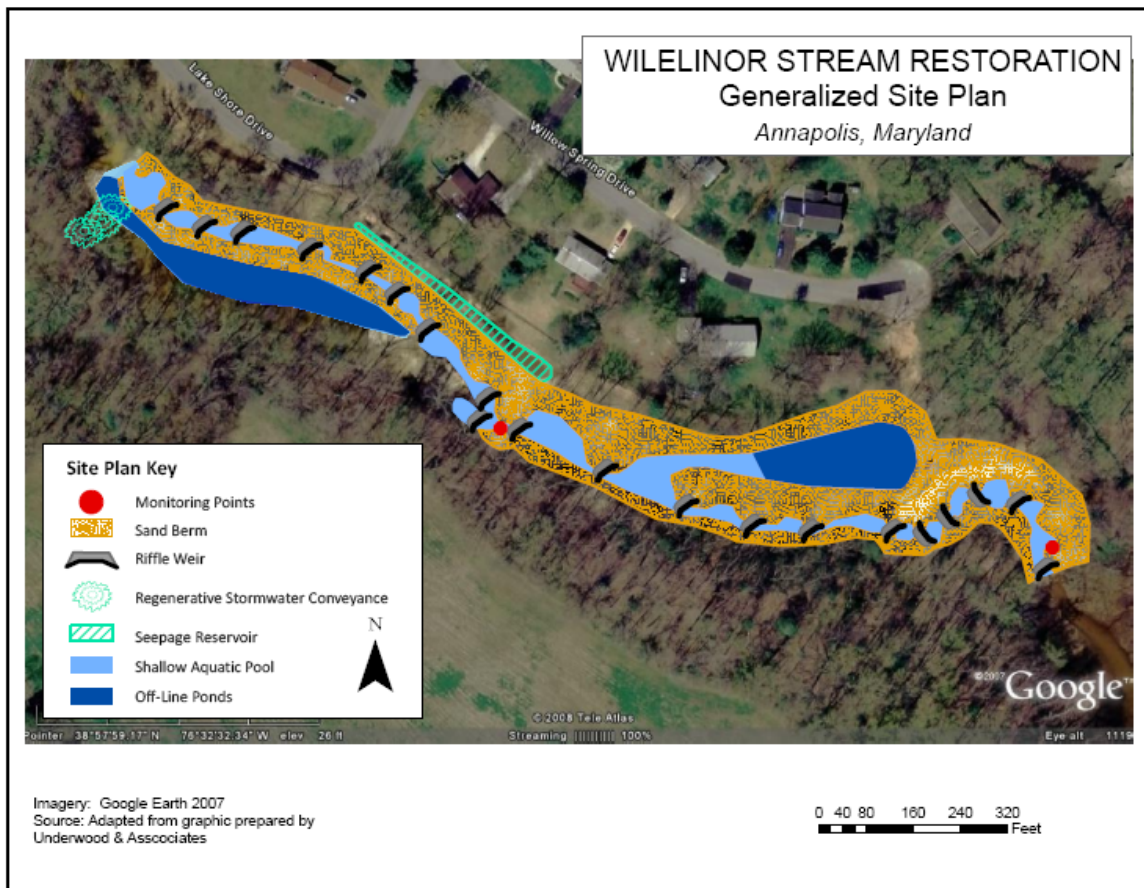 WILELINOR STREAM RESTORATION
Generalized Site Plan
Annapolis, Maryland
Lake Shore Drive
Willow Spring Drive
Site Plan Key
Monitoring Points
Sand Berm
Riffle Weir
Regenerative Stormwater Conveyance
Seepage Reservoir
Shallow Aquatic Pool
Off-Line Ponds
N
©2007 Google™
© 2008 Tele Atlas
Pointer 38°57'59.17" N 76°32'32.34" W elev 26 ft
Streaming |||||||||| 100%
Eye alt 1119
Imagery: Google Earth 2007
Source: Adapted from graphic prepared by
Underwood & Asscociates
0 40 80 160 240 320
Feet